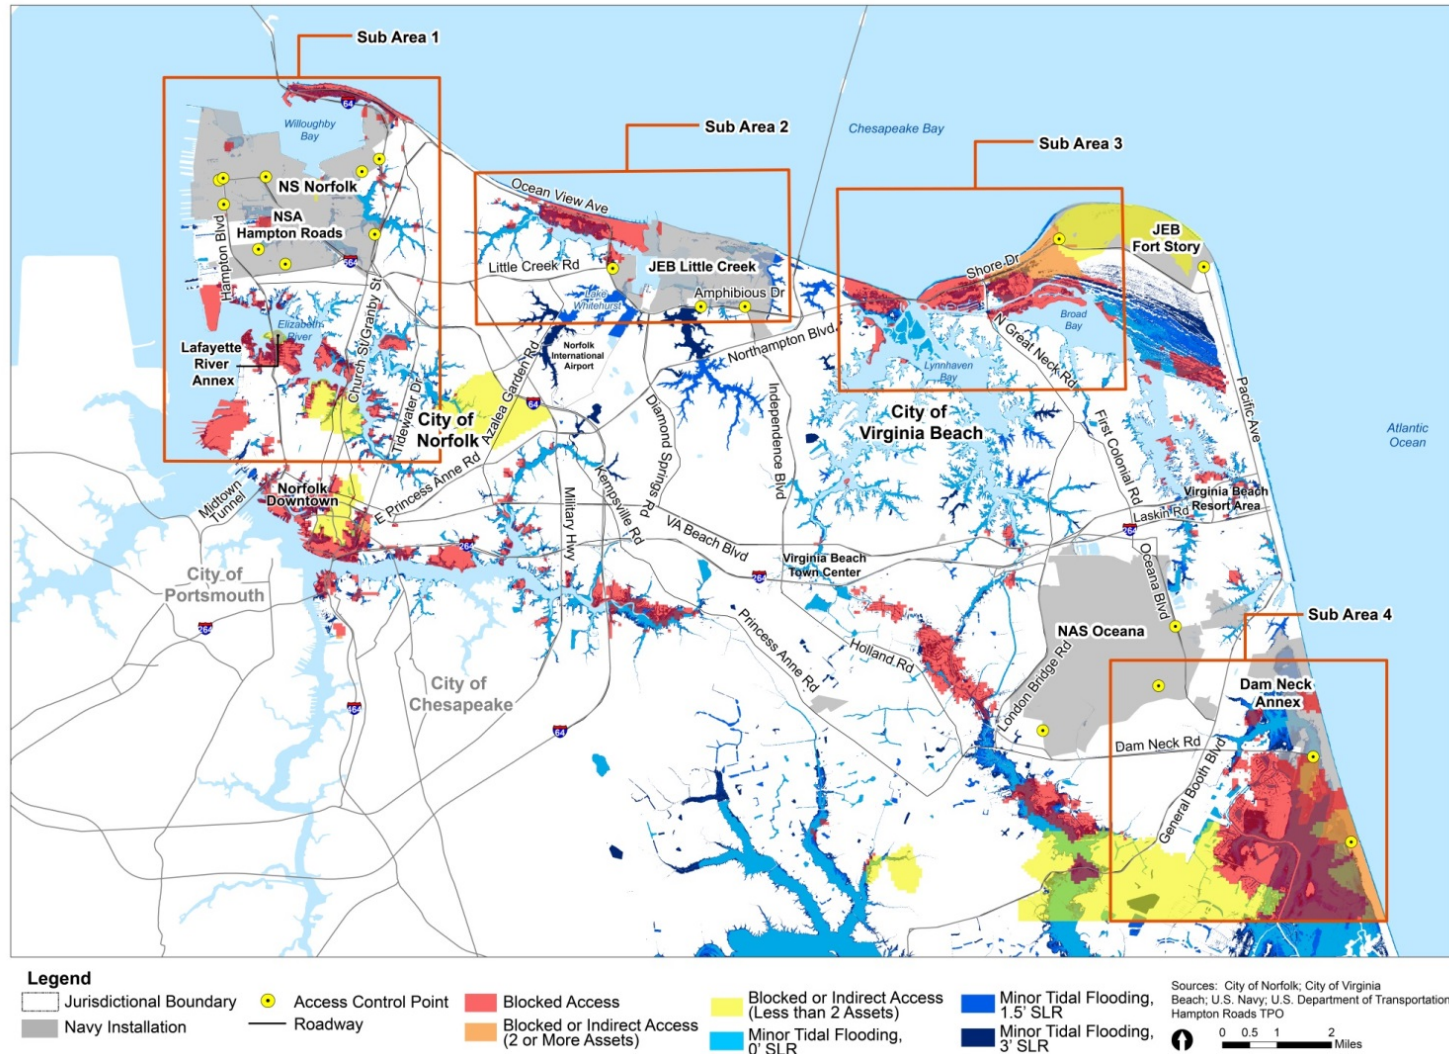 Sub Area 1
64
Willoughby
Bay
Sub Area 2
Chesapeake Bay
Sub Area 3
NS Norfolk
NSA
Hampton Roads
Hampton Blvd
64
Ocean View Ave
Little Creek Rd
JEB Little Creek
Amphibious Dr
Lake
Whitehurst
JEB
Fort Story
Shore Dr
Broad
Bay
N Great Neck Rd
Elizabeth
River
Church St/Granby St
Lafayette
River
Annex
Norfolk
International
Airport
Northampton Blvd
Lynnhaven
Bay
Tidewater Dr
City of
Norfolk
Azalea Garden Rd
64
Diamond Springs Rd
Independence Blvd
City of
Virginia Beach
First Colonial Rd
Pacific Ave
Atlantic
Ocean
Midtown
Tunnel
Norfolk
Downtown
E Princess Anne Rd
Military Hwy
Kempsville Rd
VA Beach Blvd
264
Virginia Beach
Resort Area
Laskin Rd
264
City of
Portsmouth
264
Virginia Beach
Town Center
264
Oceana Blvd
Sub Area 4
NAS Oceana
Holland Rd
Princess Anne Rd
London Bridge Rd
City of
Chesapeake
464
64
Dam Neck
Annex
Dam Neck Rd
General Booth Blvd
Legend
Jurisdictional Boundary
Navy Installation
Access Control Point
Roadway
Blocked Access
Blocked or Indirect Access
(2 or More Assets)
Blocked or Indirect Access
(Less than 2 Assets)
Minor Tidal Flooding,
0' SLR
Minor Tidal Flooding,
1.5' SLR
Minor Tidal Flooding,
3' SLR
Sources: City of Norfolk; City of Virginia
Beach; U.S. Navy; U.S. Department of Transportation
Hampton Roads TPO
0 0.5 1 2
Miles